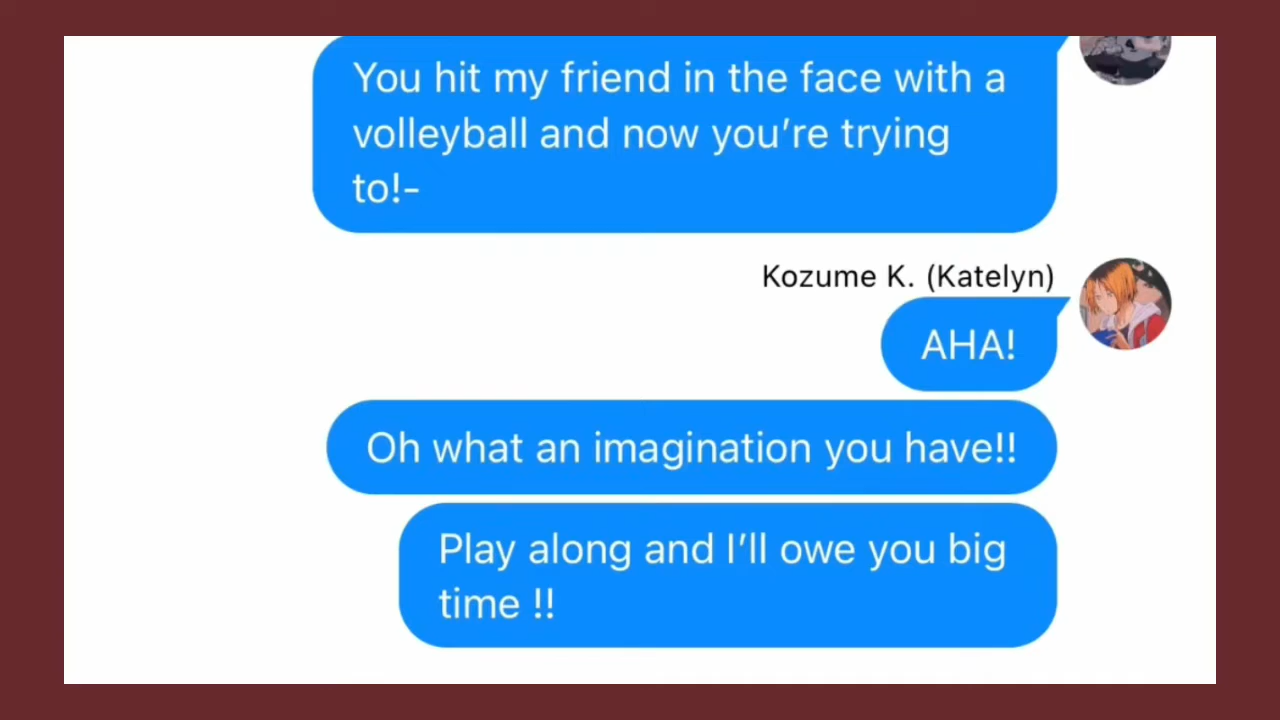 You hit my friend in the face with a
volleyball and now you're trying
to!-
Kozume K. (Katelyn)
AHA!
Oh what an imagination you have!!
Play along and I'll owe you big
time !!